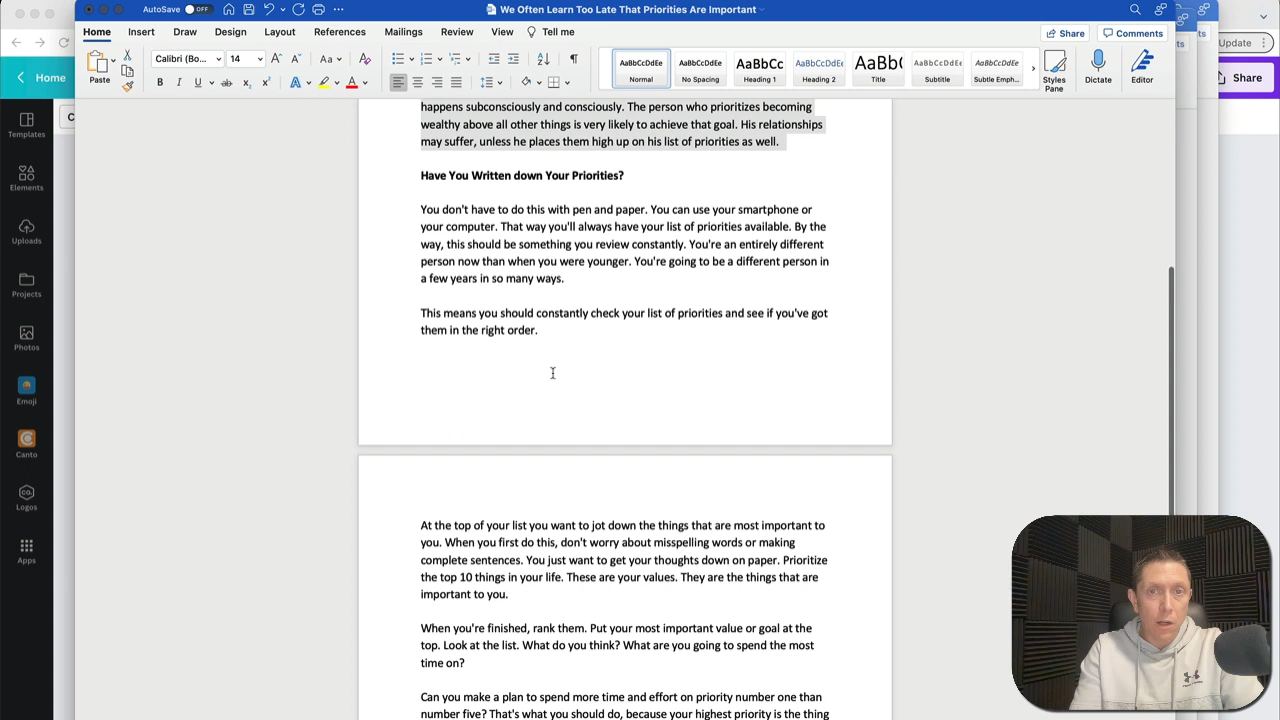 AutoSave OFF
We Often Learn Too Late That Priorities Are Important
Home Insert Draw Design Layout References Mailings Review View Tell me
Share Comments
ts
Update
Home
Share
Paste
Calibri (Bo... 14
Aa
AaBbCcDdEe AaBbCcDdEe AaBbCc AaBbCcDdE AaBb( AaBbCcDdE AaBbCcDdEe
Normal No Spacing Heading 1 Heading 2 Title Subtitle Subtle Emph...
Styles Pane
Dictate
Editor
B I U ab x₂ x² A A
Templates
Elements
Uploads
Projects
Photos
Emoji
Canto
co.
Logos
Apps
happens subconsciously and consciously. The person who prioritizes becoming
wealthy above all other things is very likely to achieve that goal. His relationships
may suffer, unless he places them high up on his list of priorities as well.
Have You Written down Your Priorities?
You don't have to do this with pen and paper. You can use your smartphone or
your computer. That way you'll always have your list of priorities available. By the
way, this should be something you review constantly. You're an entirely different
person now than when you were younger. You're going to be a different person in
a few years in so many ways.
This means you should constantly check your list of priorities and see if you've got
them in the right order.
At the top of your list you want to jot down the things that are most important to
you. When you first do this, don't worry about misspelling words or making
complete sentences. You just want to get your thoughts down on paper. Prioritize
the top 10 things in your life. These are your values. They are the things that are
important to you.
When you're finished, rank them. Put your most important value or goal at the
top. Look at the list. What do you think? What are you going to spend the most
time on?
Can you make a plan to spend more time and effort on priority number one than
number five? That's what you should do, because your highest priority is the thing